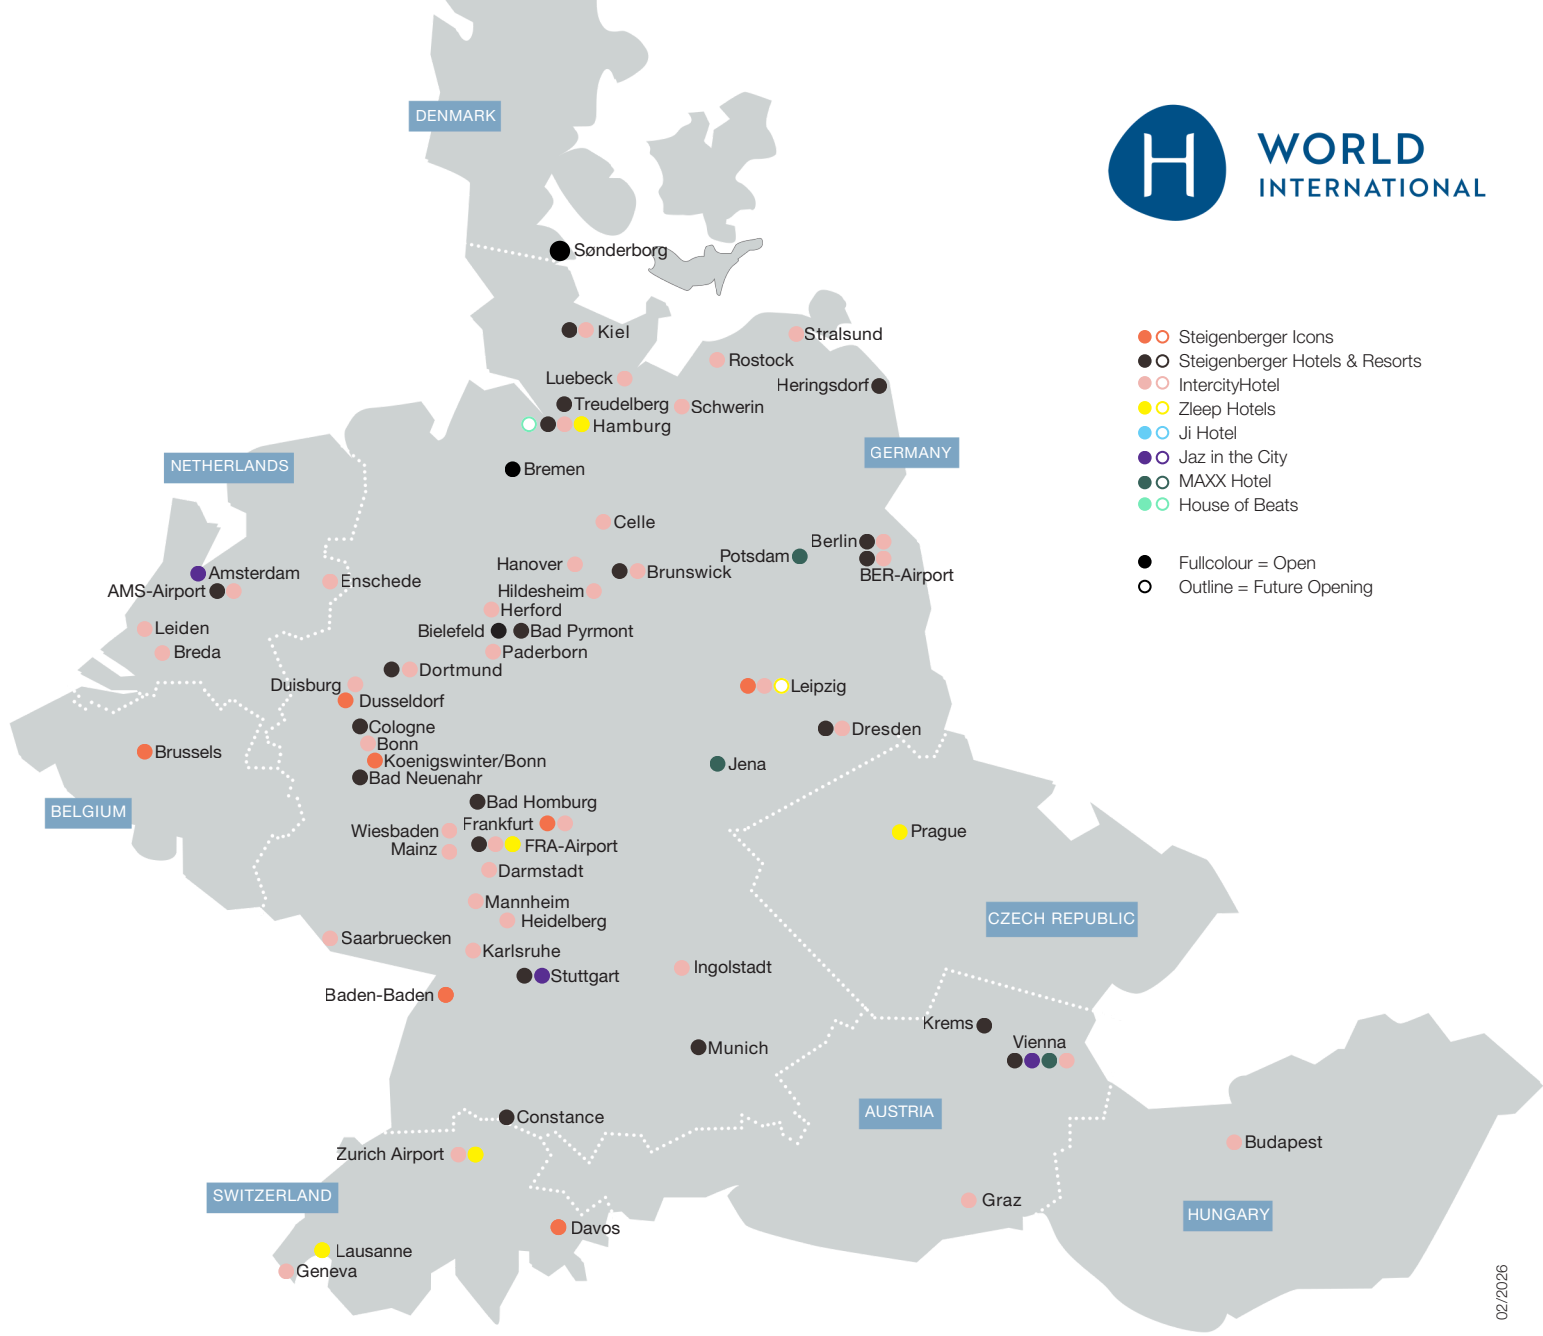 DENMARK
WORLD
INTERNATIONAL
Sønderborg
Kiel
Stralsund
Rostock
Luebeck
Heringsdorf
Treudelberg
Schwerin
Hamburg
Steigenberger Icons
Steigenberger Hotels & Resorts
IntercityHotel
Zleep Hotels
Ji Hotel
Jaz in the City
MAXX Hotel
House of Beats
Fullcolour = Open
Outline = Future Opening
GERMANY
NETHERLANDS
Bremen
Celle
Berlin
Potsdam
Hanover
Brunswick
BER-Airport
Amsterdam
Enschede
AMS-Airport
Hildesheim
Herford
Leiden
Bielefeld
Bad Pyrmont
Breda
Paderborn
Dortmund
Duisburg
Leipzig
Dusseldorf
Cologne
Dresden
Bonn
Brussels
Koenigswinter/Bonn
Jena
Bad Neuenahr
BELGIUM
Bad Homburg
Frankfurt
Wiesbaden
Prague
FRA-Airport
Mainz
Darmstadt
Mannheim
CZECH REPUBLIC
Heidelberg
Saarbruecken
Karlsruhe
Ingolstadt
Stuttgart
Baden-Baden
Krems
Vienna
Munich
AUSTRIA
Constance
Budapest
Zurich Airport
SWITZERLAND
Graz
HUNGARY
Davos
Lausanne
Geneva
02/2026